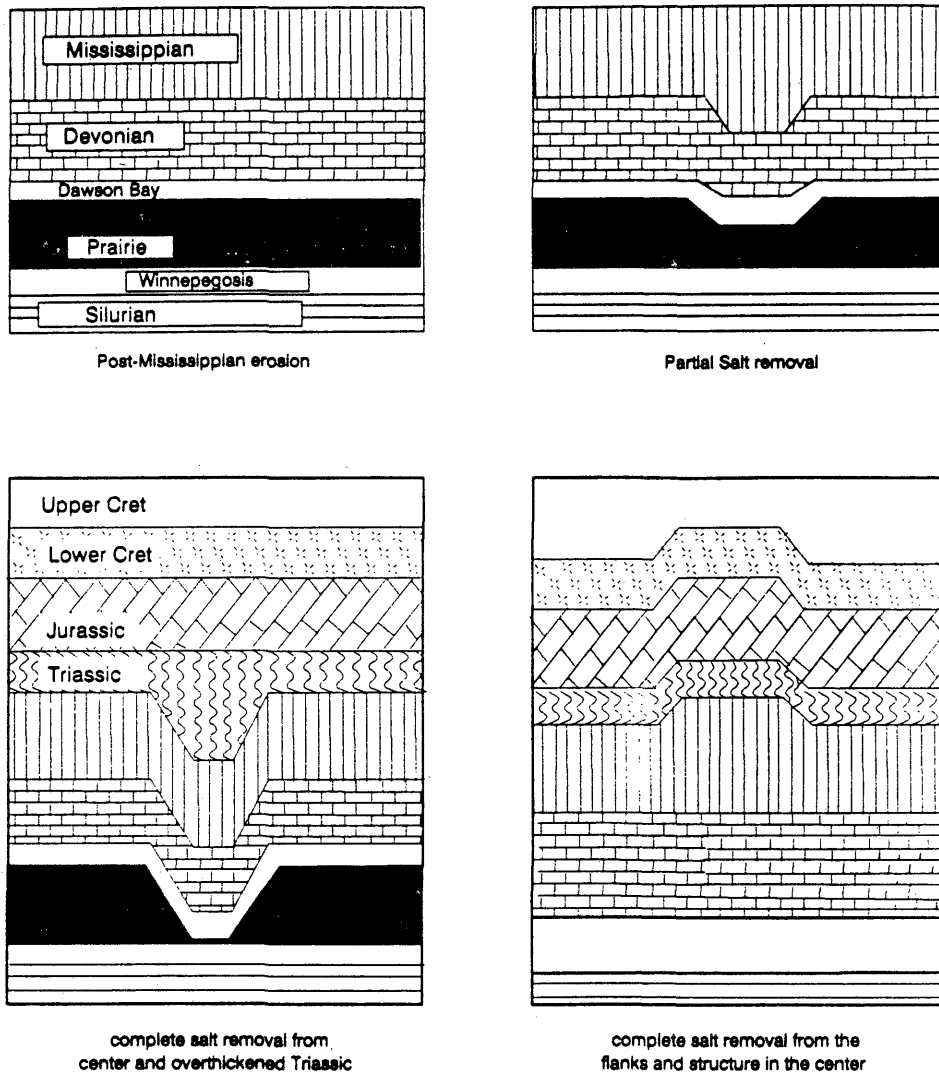 Mississippian
Devonian
Dawson Bay
Prairie
Winnepegosis
Silurian
Post-Mississippian erosion
Partial Salt removal
Upper Cret
Lower Cret
Jurassic
Triassic
complete salt removal from
center and overthickened Triassic
complete salt removal from the
flanks and structure in the center